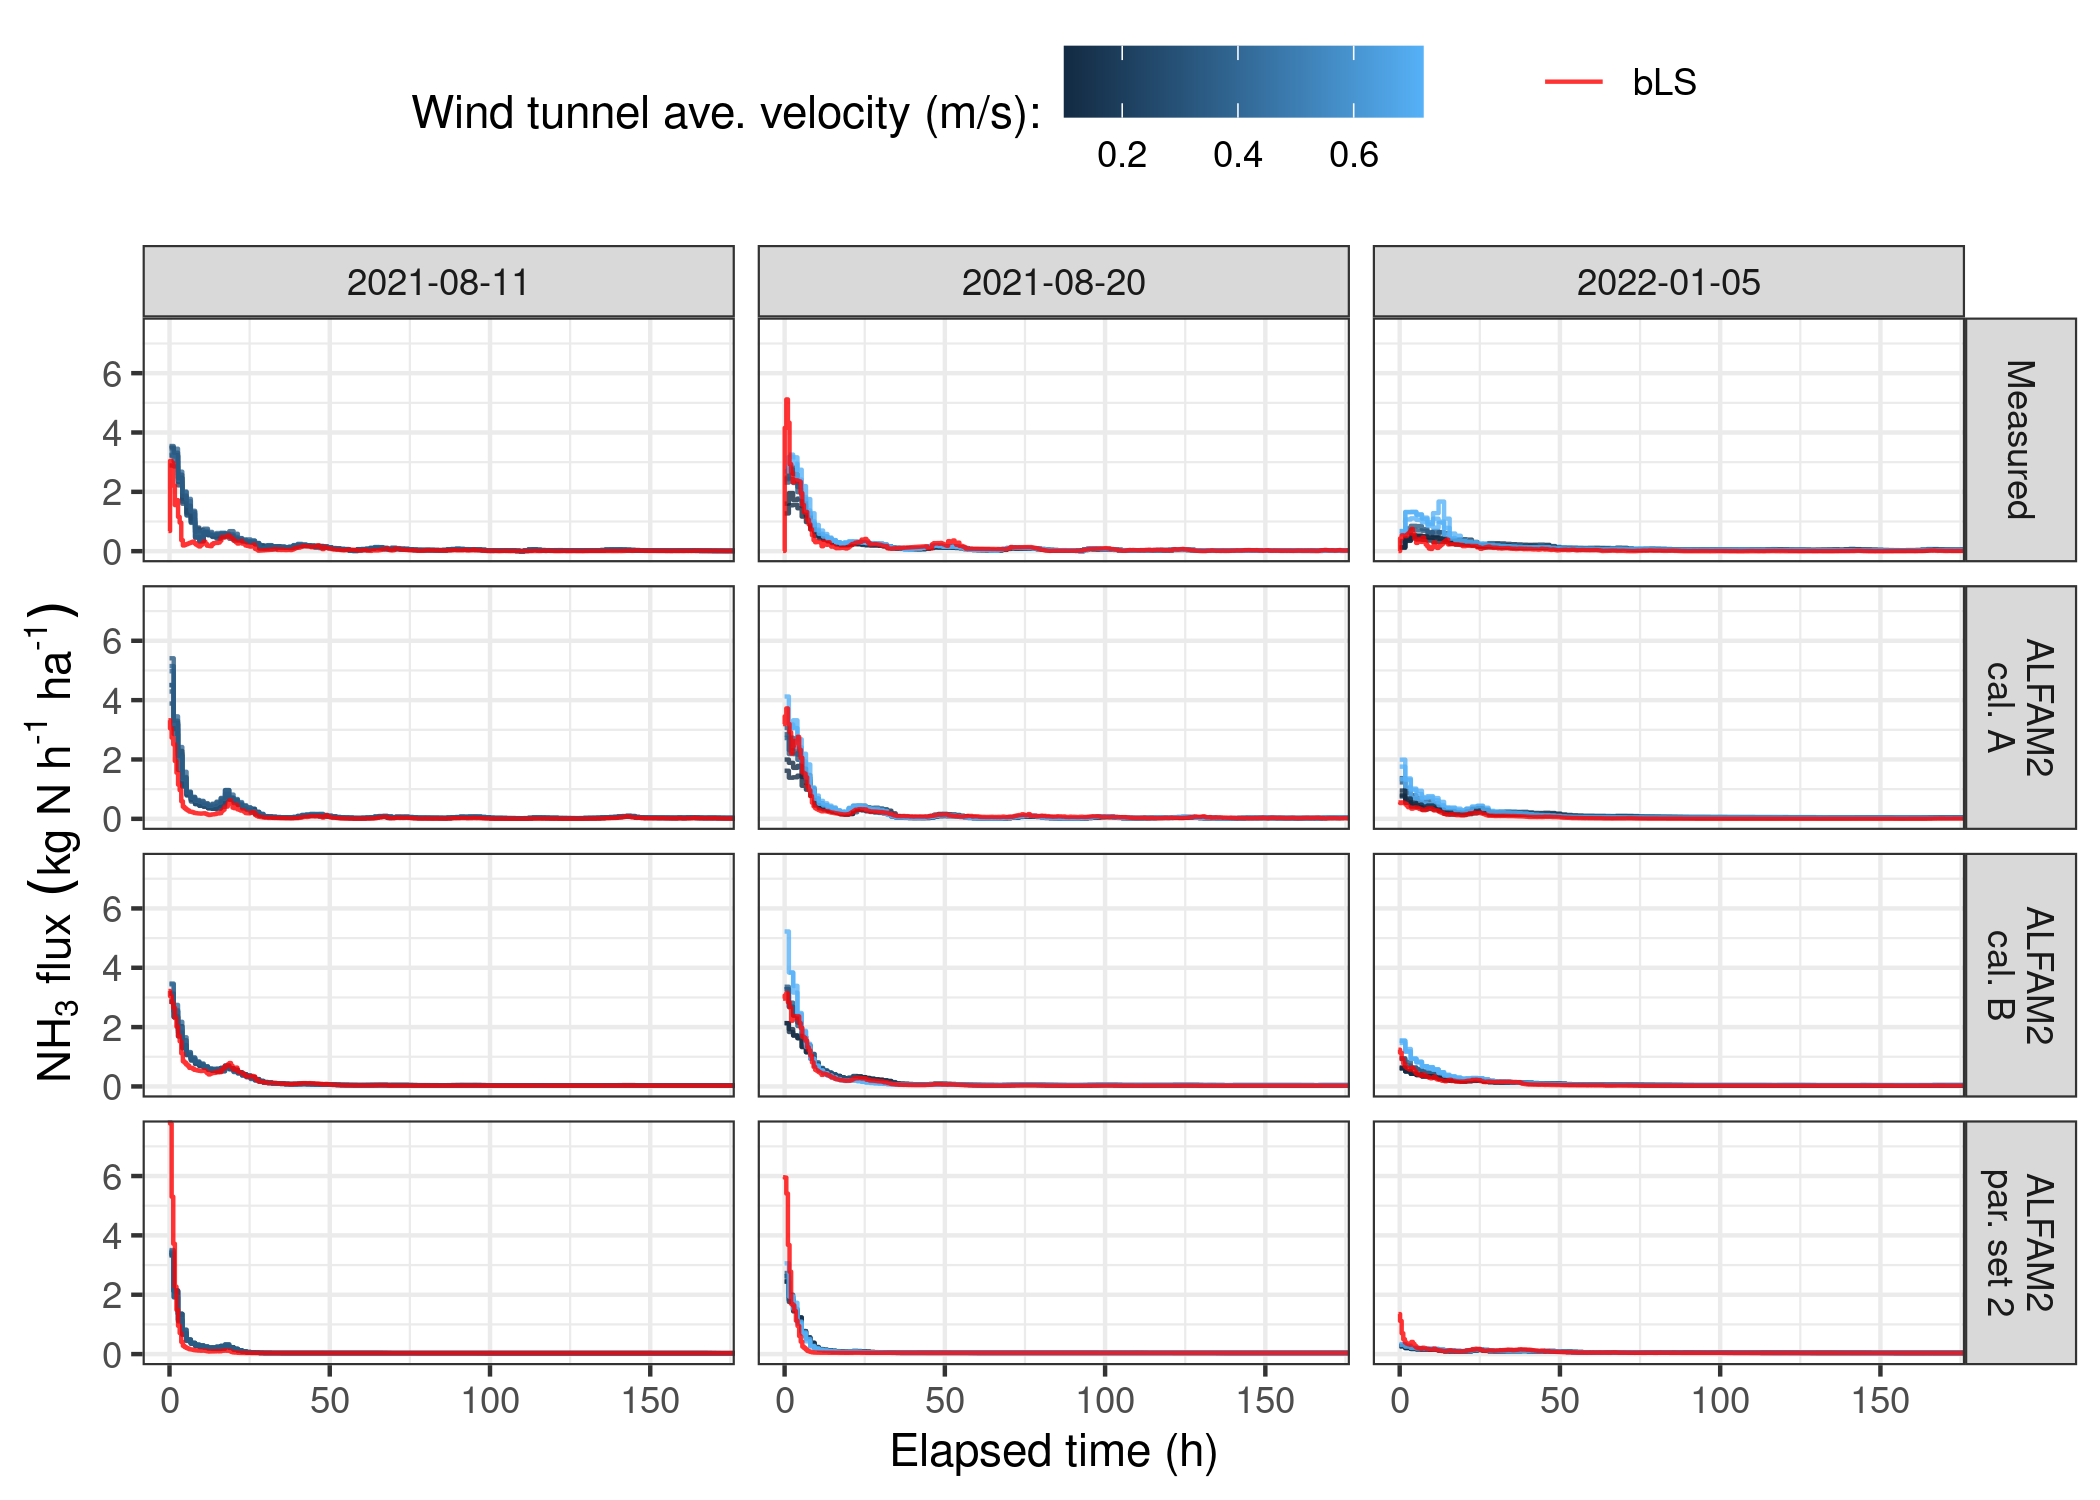 Wind tunnel ave. velocity (m/s):
0.2 0.4 0.6
bLS
2021-08-11 2021-08-20 2022-01-05
NH3 flux (kg N h-1 ha-1)
6
4
2
0
Measured
6
4
2
0
ALFAM2
cal. A
6
4
2
0
ALFAM2
cal. B
6
4
2
0
ALFAM2
par. set 2
0 50 100 150 0 50 100 150 0 50 100 150
Elapsed time (h)